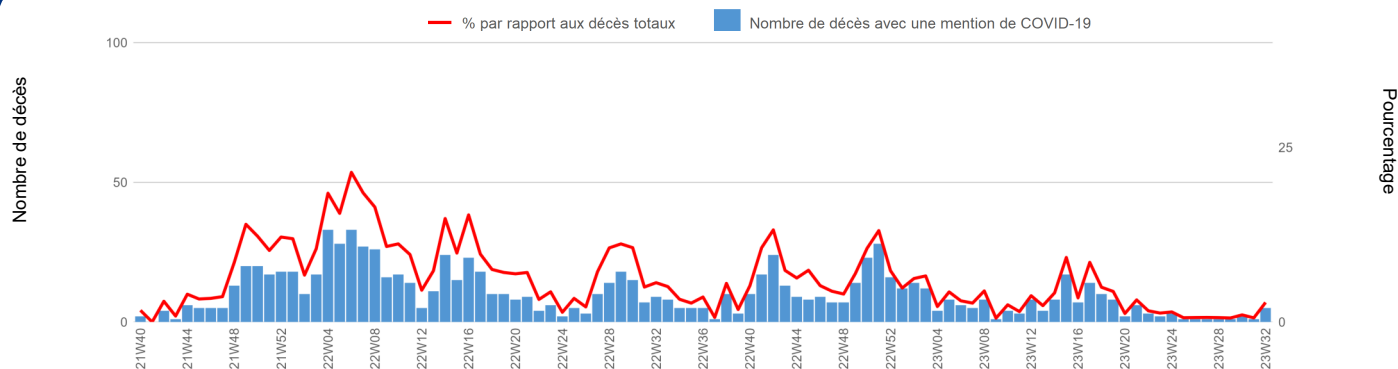 % par rapport aux décès totaux
Nombre de décès avec une mention de COVID-19
Nombre de décès
Pourcentage
100
50
0
25
0
21W40
21W44
21W48
21W52
22W04
22W08
22W12
22W16
22W20
22W24
22W28
22W32
22W36
22W40
22W44
22W48
22W52
23W04
23W08
23W12
23W16
23W20
23W24
23W28
23W32